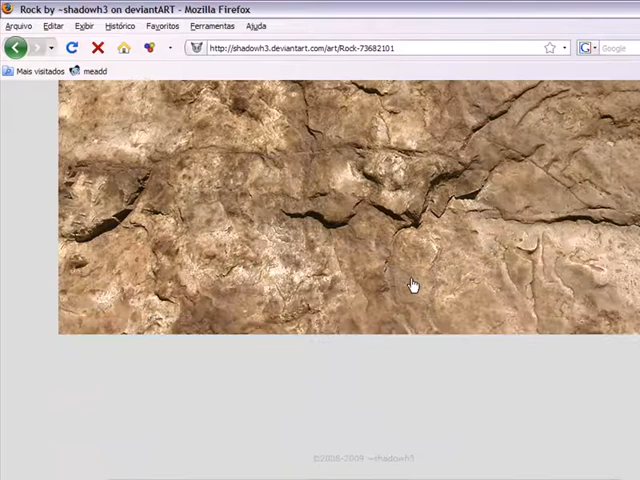 Rock by ~shadowh3 on deviantART - Mozilla Firefox
Arquivo Editar Exibir Histórico Favoritos Ferramentas Ajuda
http://shadowh3.deviantart.com/art/Rock-73682101 Google
Mais visitados meadd
©2008-2009 ~shadowh3